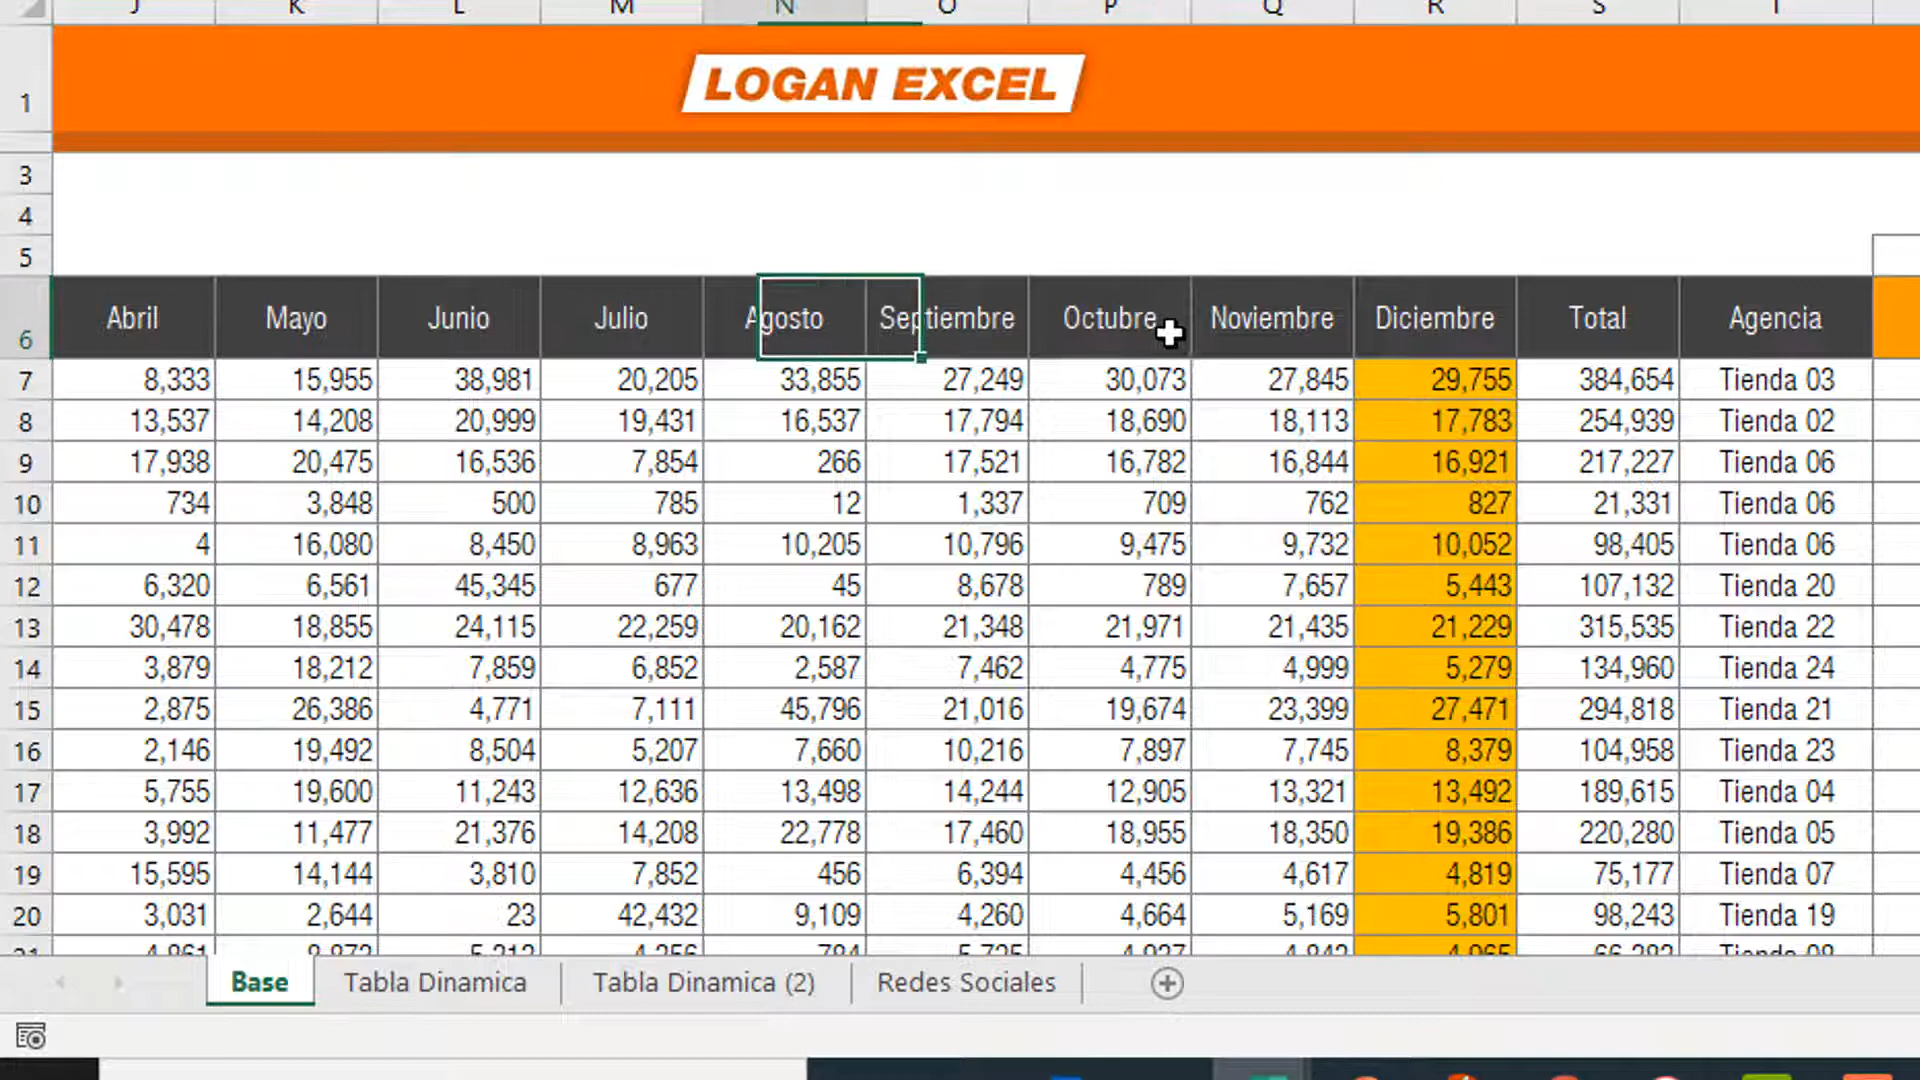 J K L M N O P Q R S T
1 LOGAN EXCEL
3
4
5
6 Abril Mayo Junio Julio Agosto Septiembre Octubre Noviembre Diciembre Total Agencia
7 8,333 15,955 38,981 20,205 33,855 27,249 30,073 27,845 29,755 384,654 Tienda 03
8 13,537 14,208 20,999 19,431 16,537 17,794 18,690 18,113 17,783 254,939 Tienda 02
9 17,938 20,475 16,536 7,854 266 17,521 16,782 16,844 16,921 217,227 Tienda 06
10 734 3,848 500 785 12 1,337 709 762 827 21,331 Tienda 06
11 4 16,080 8,450 8,963 10,205 10,796 9,475 9,732 10,052 98,405 Tienda 06
12 6,320 6,561 45,345 677 45 8,678 789 7,657 5,443 107,132 Tienda 20
13 30,478 18,855 24,115 22,259 20,162 21,348 21,971 21,435 21,229 315,535 Tienda 22
14 3,879 18,212 7,859 6,852 2,587 7,462 4,775 4,999 5,279 134,960 Tienda 24
15 2,875 26,386 4,771 7,111 45,796 21,016 19,674 23,399 27,471 294,818 Tienda 21
16 2,146 19,492 8,504 5,207 7,660 10,216 7,897 7,745 8,379 104,958 Tienda 23
17 5,755 19,600 11,243 12,636 13,498 14,244 12,905 13,321 13,492 189,615 Tienda 04
18 3,992 11,477 21,376 14,208 22,778 17,460 18,955 18,350 19,386 220,280 Tienda 05
19 15,595 14,144 3,810 7,852 456 6,394 4,456 4,617 4,819 75,177 Tienda 07
20 3,031 2,644 23 42,432 9,109 4,260 4,664 5,169 5,801 98,243 Tienda 19
Base Tabla Dinamica Tabla Dinamica (2) Redes Sociales